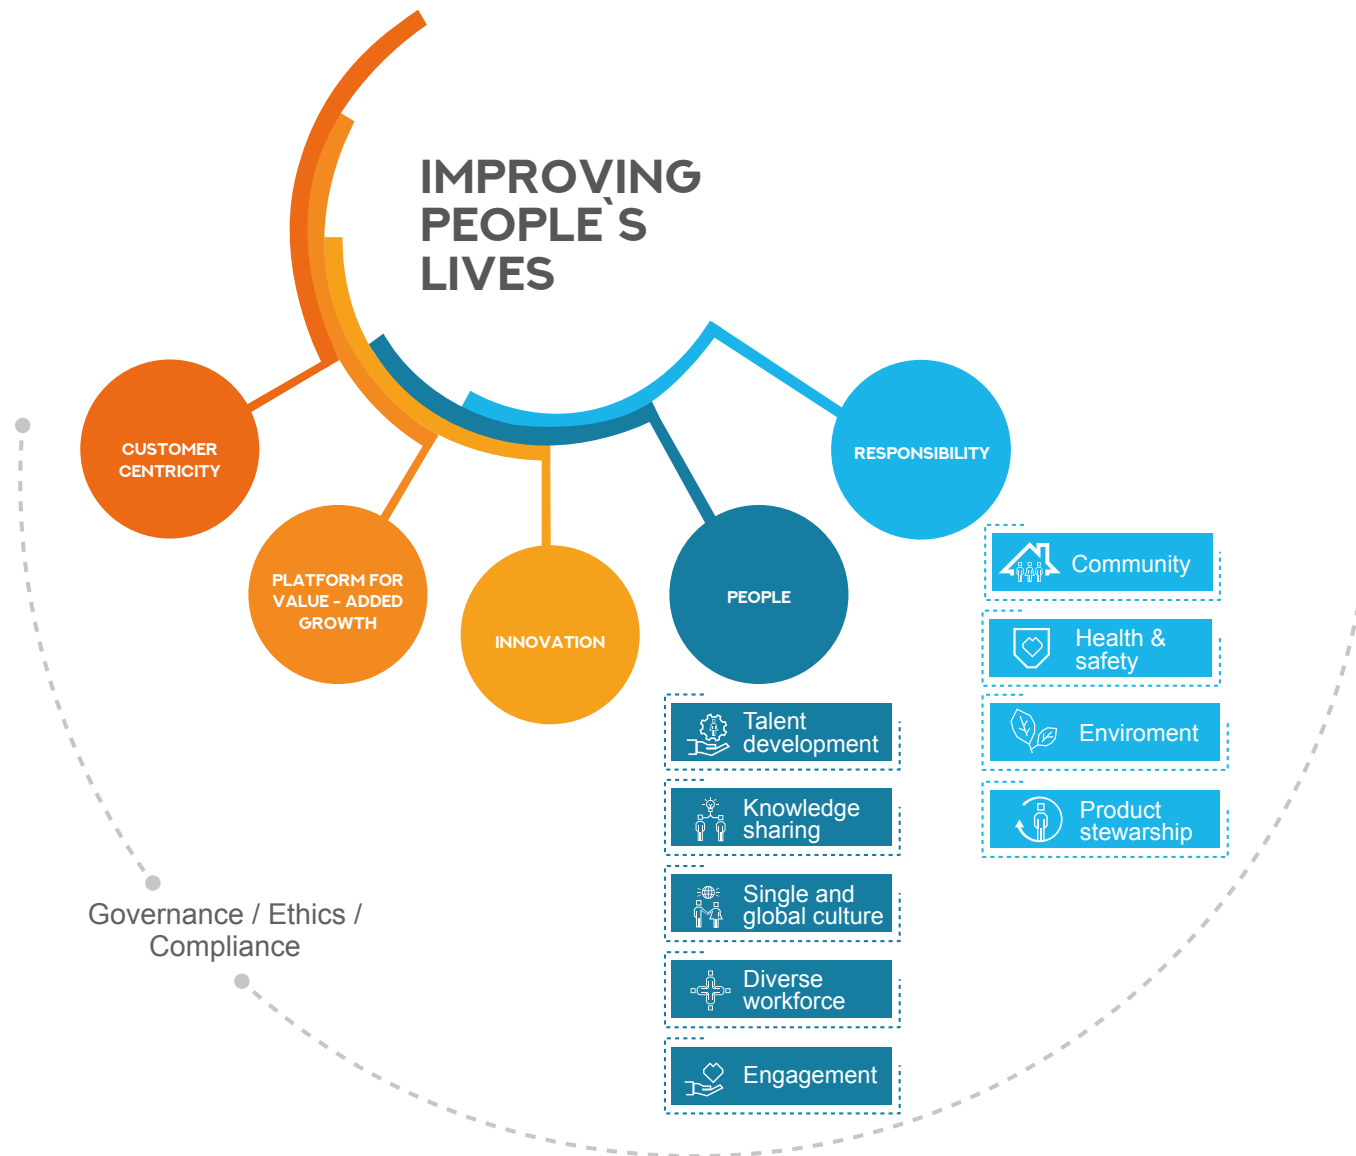 IMPROVING
PEOPLE`S
LIVES
CUSTOMER
CENTRICITY
PLATFORM FOR
VALUE - ADDED
GROWTH
INNOVATION
PEOPLE
RESPONSIBILITY
Talent
development
Knowledge
sharing
Single and
global culture
Diverse
workforce
Engagement
Community
Health &
safety
Enviroment
Product
stewarship
Governance / Ethics /
Compliance